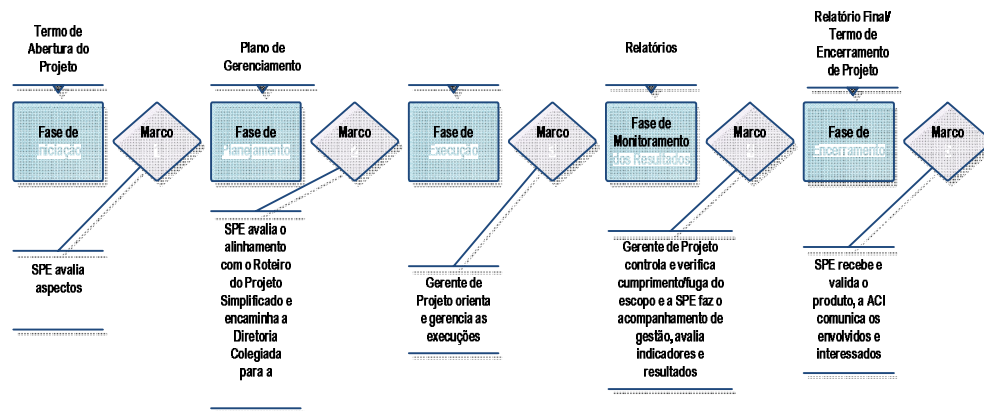 Termo de
Abertura do
Projeto
Plano de
Gerenciamento
Relatórios
Relatório Final/
Termo de
Encerramento
de Projeto
Fase de
Iniciação
Marco
Fase de
Planejamento
Marco
Fase de
Execução
Marco
Fase de
Monitoramento
dos Resultados
Marco
Fase de
Encerramento
Marco
SPE avalia
aspectos
SPE avalia o
alinhamento
com o Roteiro
do Projeto
Simplificado e
encaminha a
Diretoria
Colegiada
para a
Gerente de
Projeto orienta
e gerencia as
execuções
Gerente de Projeto
controla e verifica
cumprimento/fuga do
escopo e a SPE faz o
acompanhamento de
gestão, avalia
indicadores e
resultados
SPE recebe e
valida o
produto, a ACI
comunica os
envolvidos e
interessados